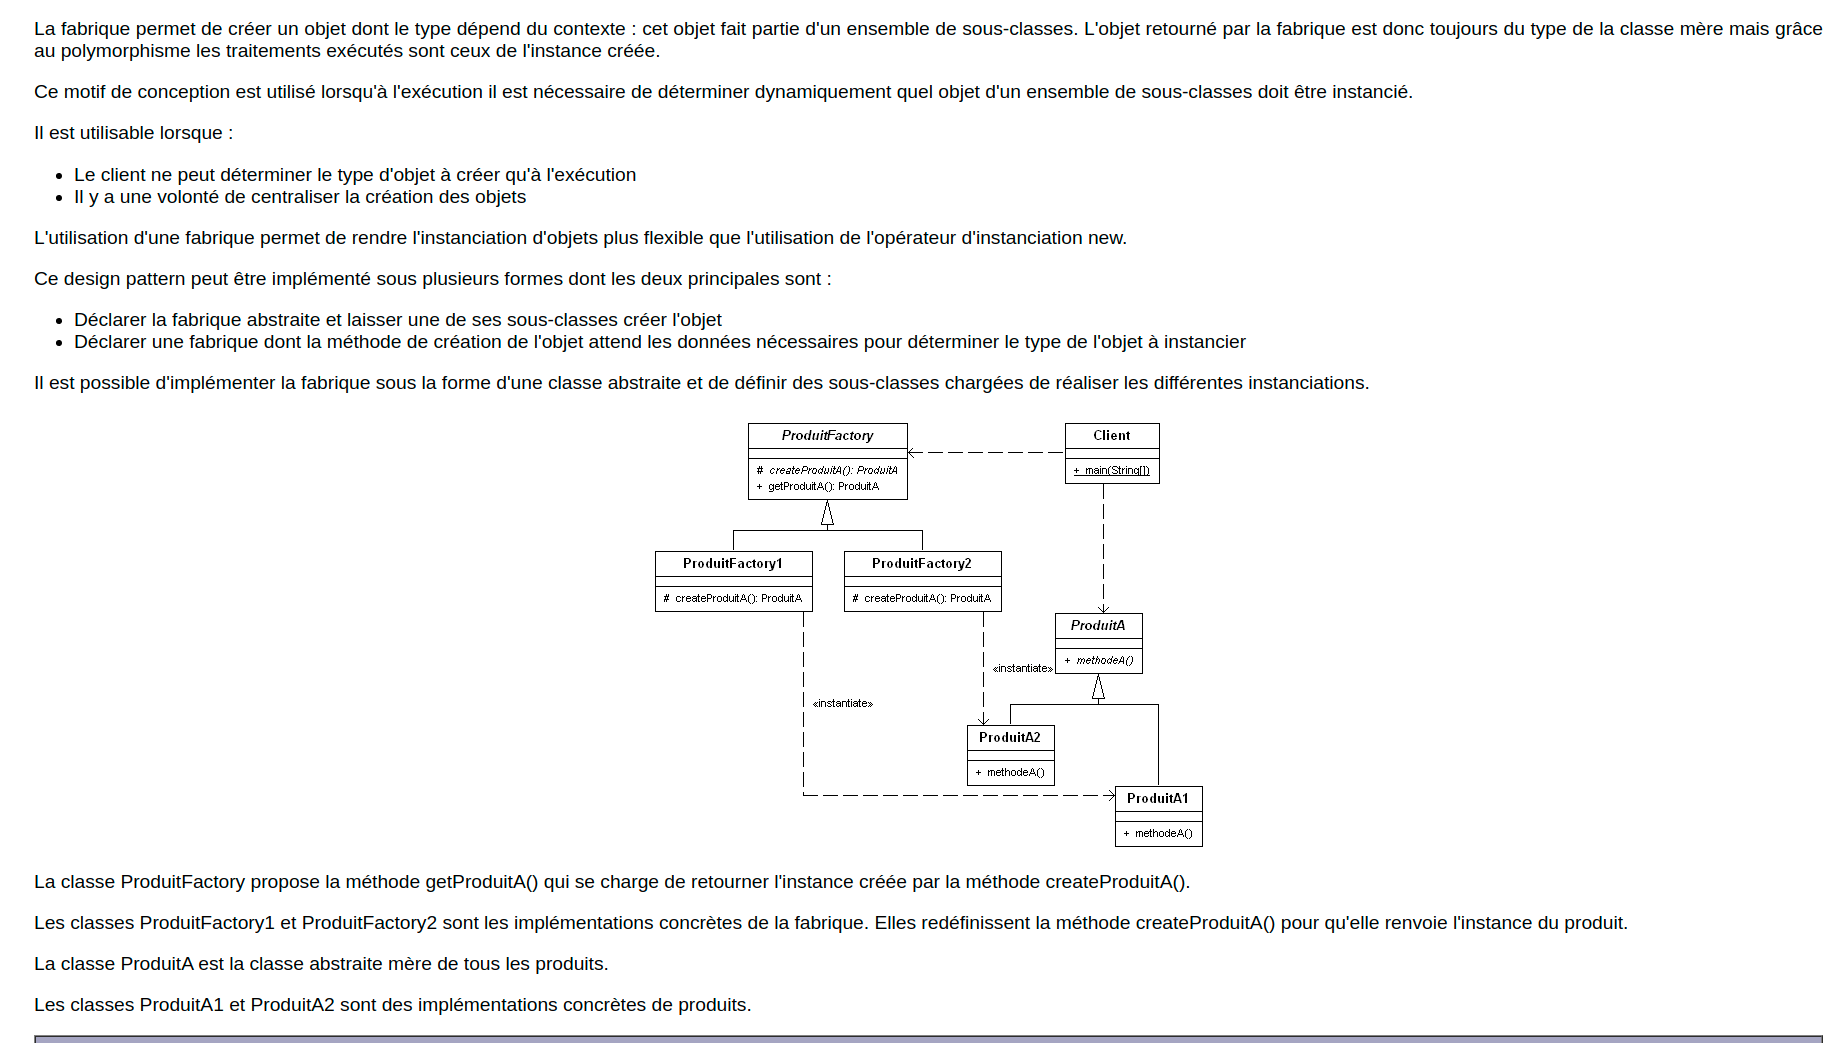 La fabrique permet de créer un objet dont le type dépend du contexte : cet objet fait partie d'un ensemble de sous-classes. L'objet retourné par la fabrique est donc toujours du type de la classe mère mais grâce
au polymorphisme les traitements exécutés sont ceux de l'instance créée.
Ce motif de conception est utilisé lorsqu'à l'exécution il est nécessaire de déterminer dynamiquement quel objet d'un ensemble de sous-classes doit être instancié.
Il est utilisable lorsque :
• Le client ne peut déterminer le type d'objet à créer qu'à l'exécution
• Il y a une volonté de centraliser la création des objets
L'utilisation d'une fabrique permet de rendre l'instanciation d'objets plus flexible que l'utilisation de l'opérateur d'instanciation new.
Ce design pattern peut être implémenté sous plusieurs formes dont les deux principales sont :
• Déclarer la fabrique abstraite et laisser une de ses sous-classes créer l'objet
• Déclarer une fabrique dont la méthode de création de l'objet attend les données nécessaires pour déterminer le type de l'objet à instancier
Il est possible d'implémenter la fabrique sous la forme d'une classe abstraite et de définir des sous-classes chargées de réaliser les différentes instanciations.
ProduitFactory
# createProduitA(): ProduitA
+ getProduitA(): ProduitA
Client
+ main(String[])
ProduitFactory1
# createProduitA(): ProduitA
ProduitFactory2
# createProduitA(): ProduitA
ProduitA
+ methodeA()
«instantiate»
«instantiate»
ProduitA2
+ methodeA()
ProduitA1
+ methodeA()
La classe ProduitFactory propose la méthode getProduitA() qui se charge de retourner l'instance créée par la méthode createProduitA().
Les classes ProduitFactory1 et ProduitFactory2 sont les implémentations concrètes de la fabrique. Elles redéfinissent la méthode createProduitA() pour qu'elle renvoie l'instance du produit.
La classe ProduitA est la classe abstraite mère de tous les produits.
Les classes ProduitA1 et ProduitA2 sont des implémentations concrètes de produits.